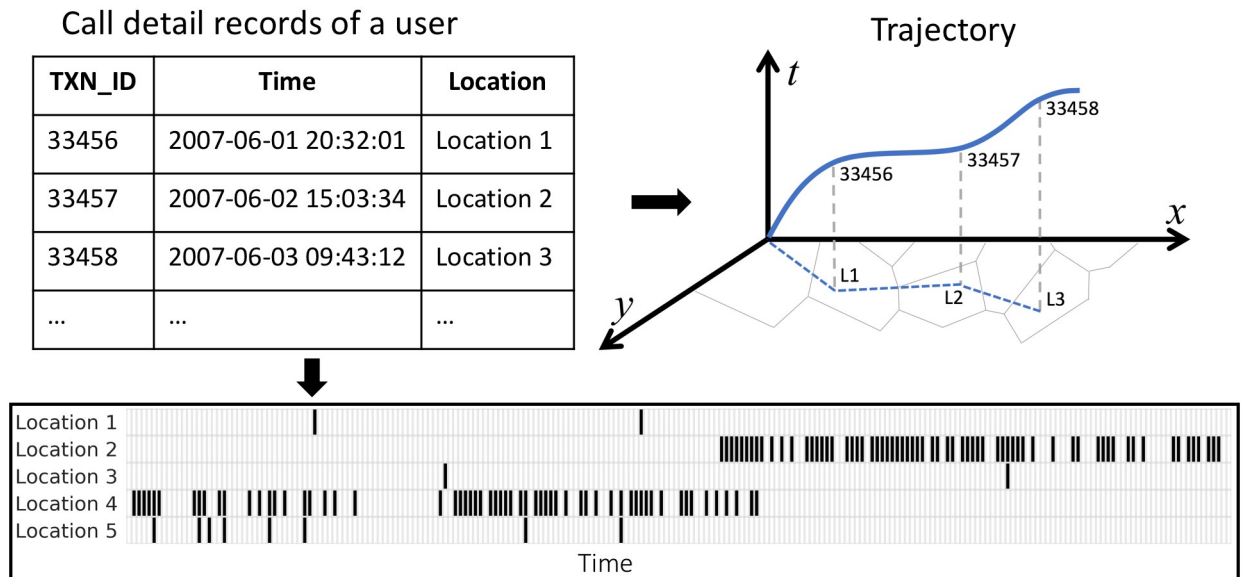 Call detail records of a user
TXN_ID Time Location
33456 2007-06-01 20:32:01 Location 1
33457 2007-06-02 15:03:34 Location 2
33458 2007-06-03 09:43:12 Location 3
... ... ...
Trajectory
t
33458
33457
33456
x
L1
L2
L3
y
Location 1
Location 2
Location 3
Location 4
Location 5
Time